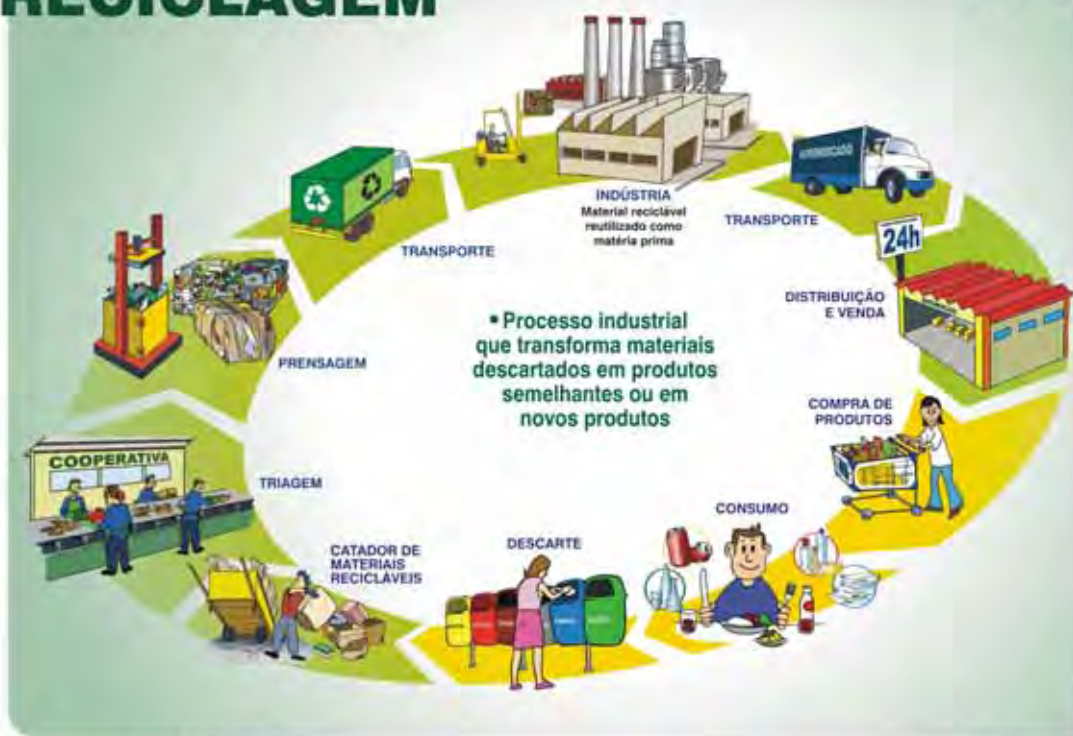 RECICLAGEM
INDÚSTRIA
Material reciclável
reutilizado como
matéria prima
TRANSPORTE
TRANSPORTE
24h
DISTRIBUIÇÃO
E VENDA
• Processo industrial
que transforma materiais
descartados em produtos
semelhantes ou em
novos produtos
PRENSAGEM
COMPRA DE
PRODUTOS
COOPERATIVA
TRIAGEM
CONSUMO
DESCARTE
CATADOR DE
MATERIAIS
RECICLÁVEIS